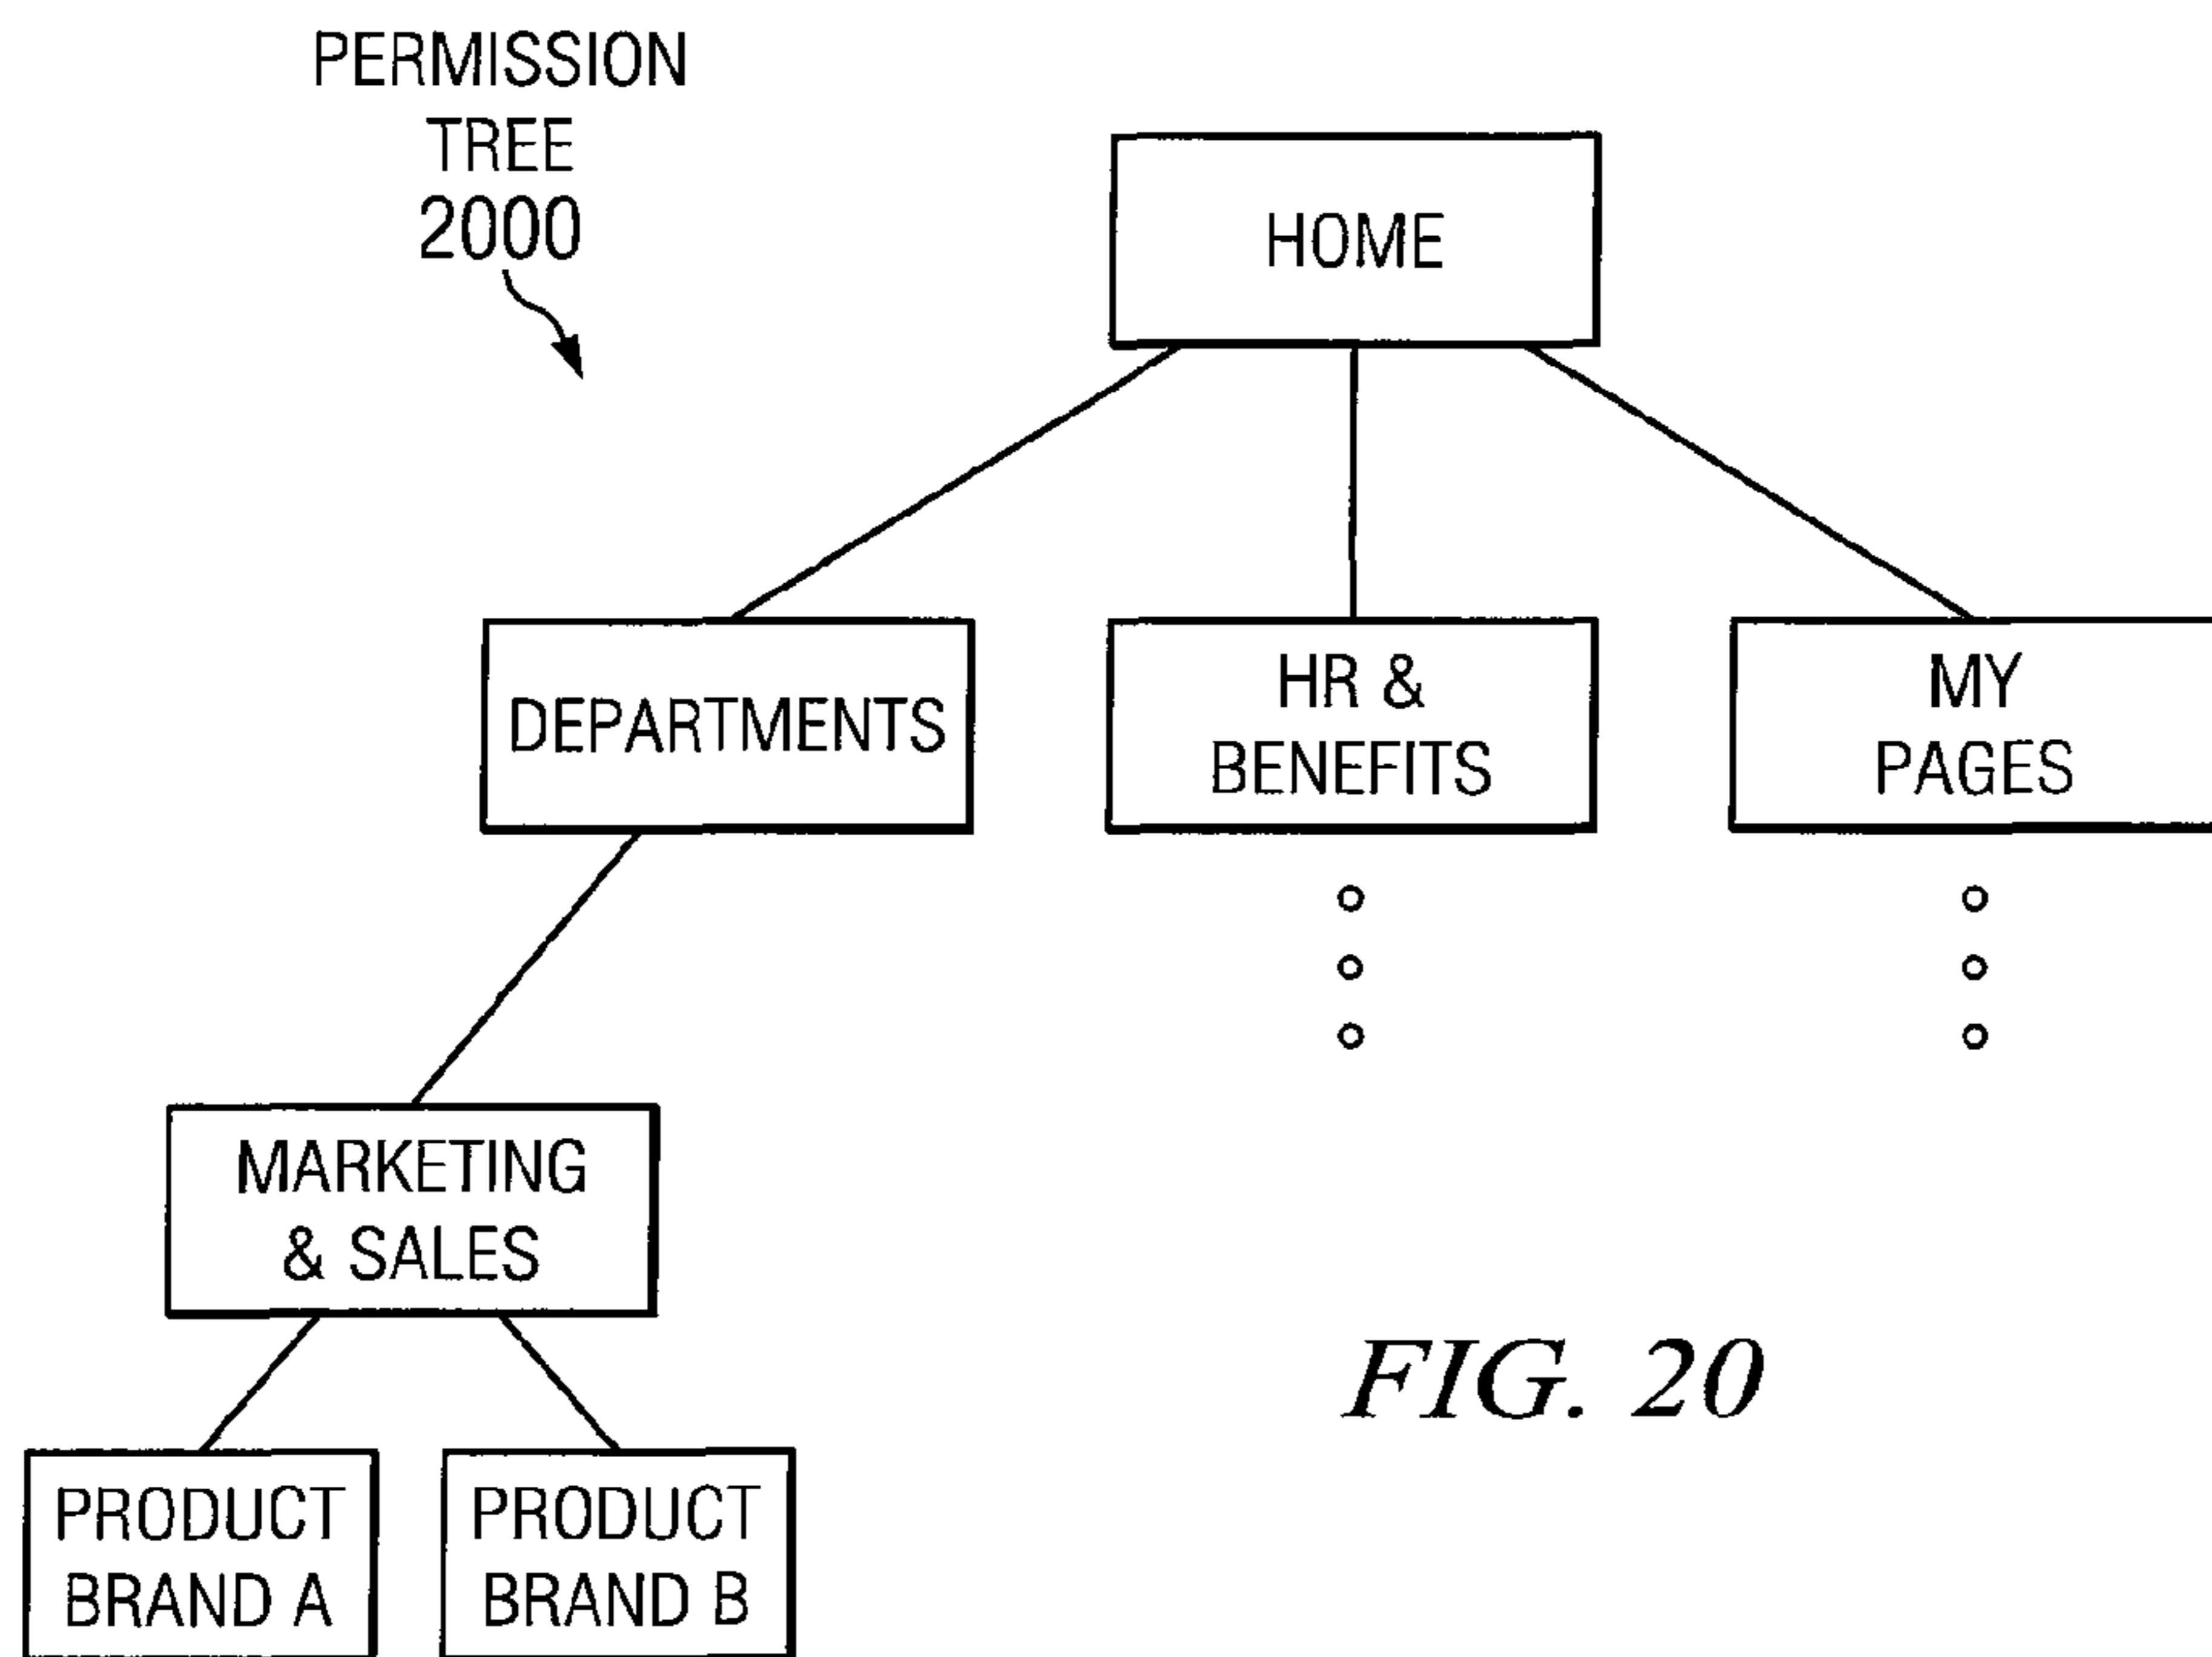 PERMISSION
TREE
2000
HOME
DEPARTMENTS
HR &
BENEFITS
MY
PAGES
MARKETING
& SALES
PRODUCT
BRAND A
PRODUCT
BRAND B
FIG. 20